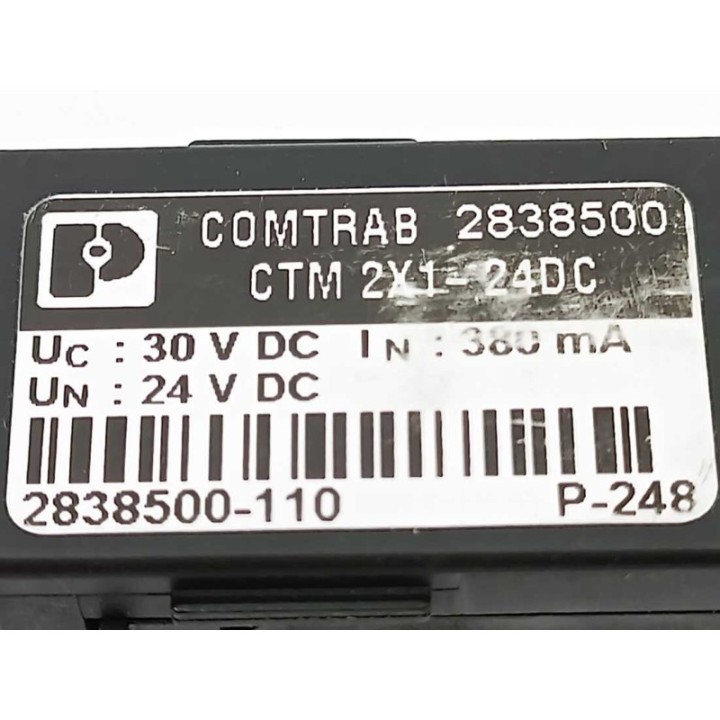 COMTRAB 2838500
CTM 2X1-24DC
UC : 30 V DC IN : 380 mA
UN : 24 V DC
2838500-110 P-248